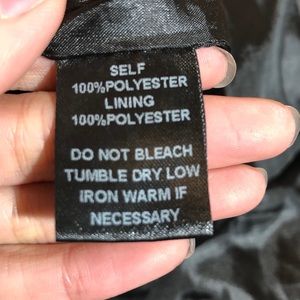 SELF
100%POLYESTER
LINING
100%POLYESTER
DO NOT BLEACH
TUMBLE DRY LOW
IRON WARM IF
NECESSARY